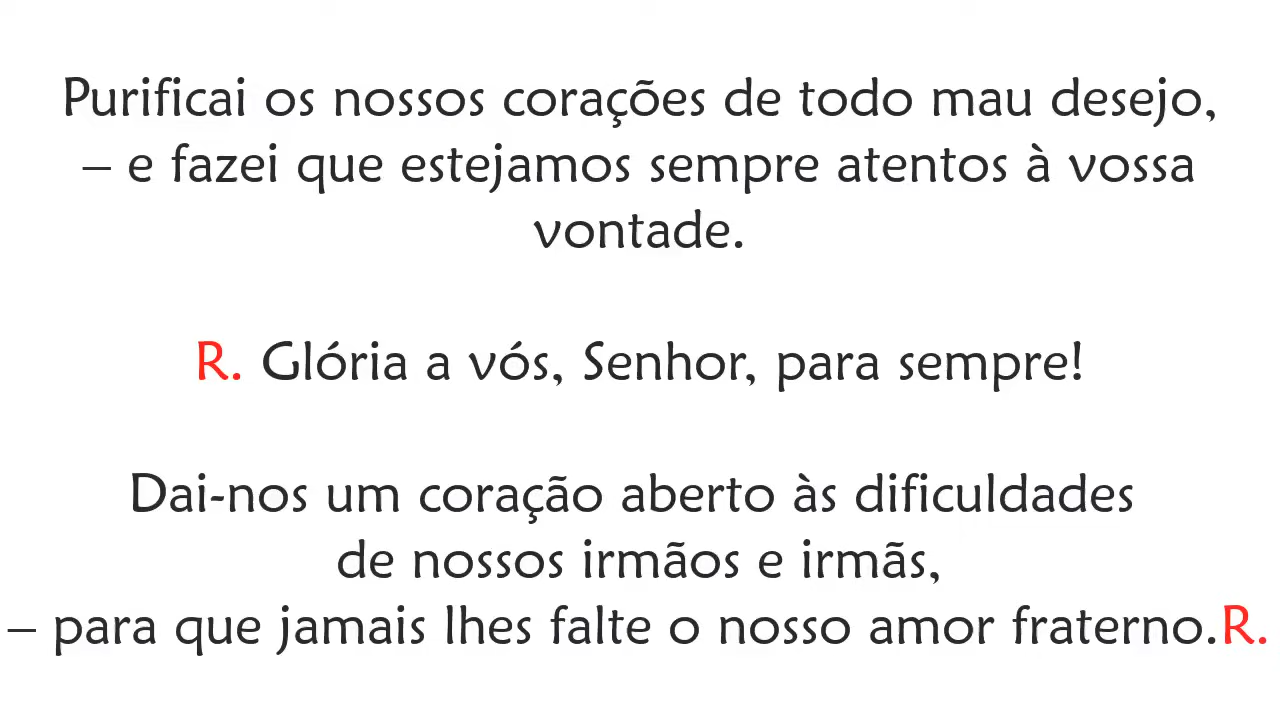 Purificai os nossos corações de todo mau desejo,
– e fazei que estejamos sempre atentos à vossa
vontade.
R. Glória a vós, Senhor, para sempre!
Dai-nos um coração aberto às dificuldades
de nossos irmãos e irmãs,
– para que jamais lhes falte o nosso amor fraterno.R.